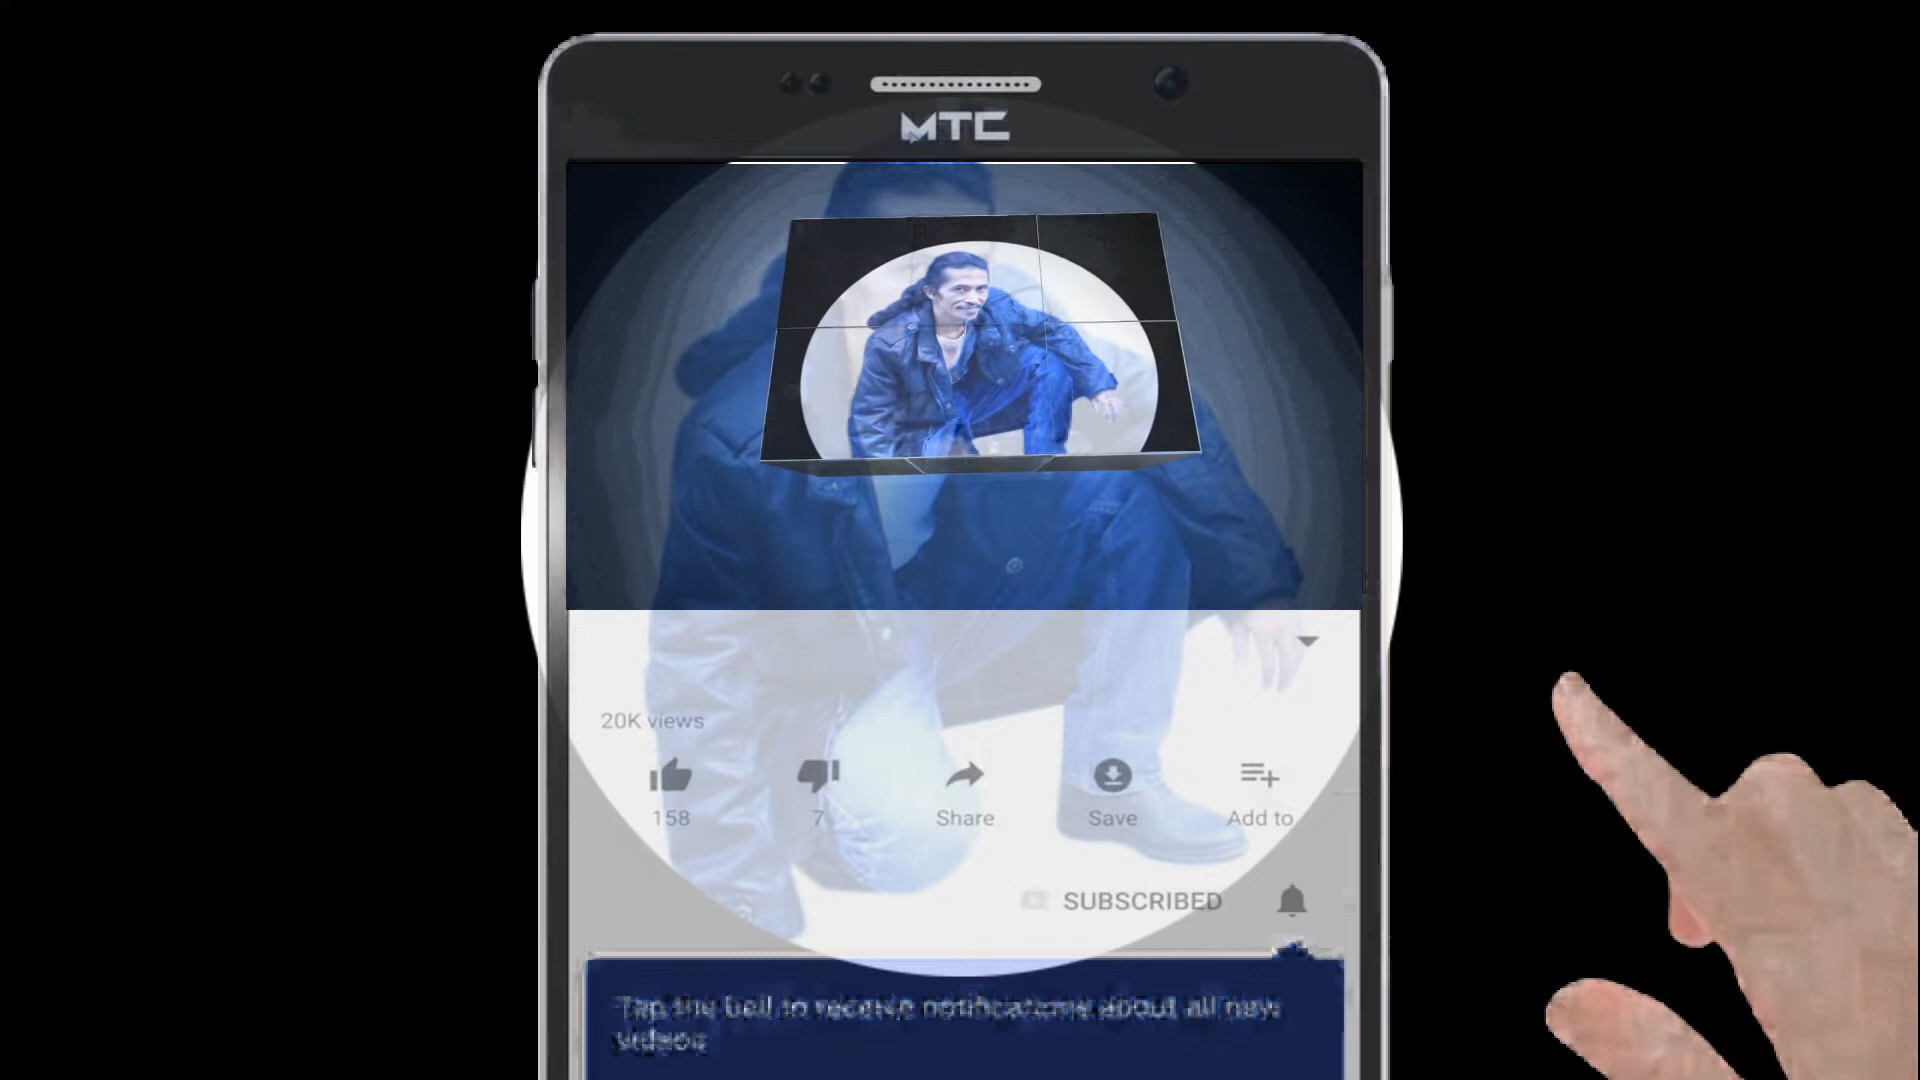 MTC
20K views
158
7
Share
Save
Add to
SUBSCRIBED
Tap the bell to receive notifications about all new
videos